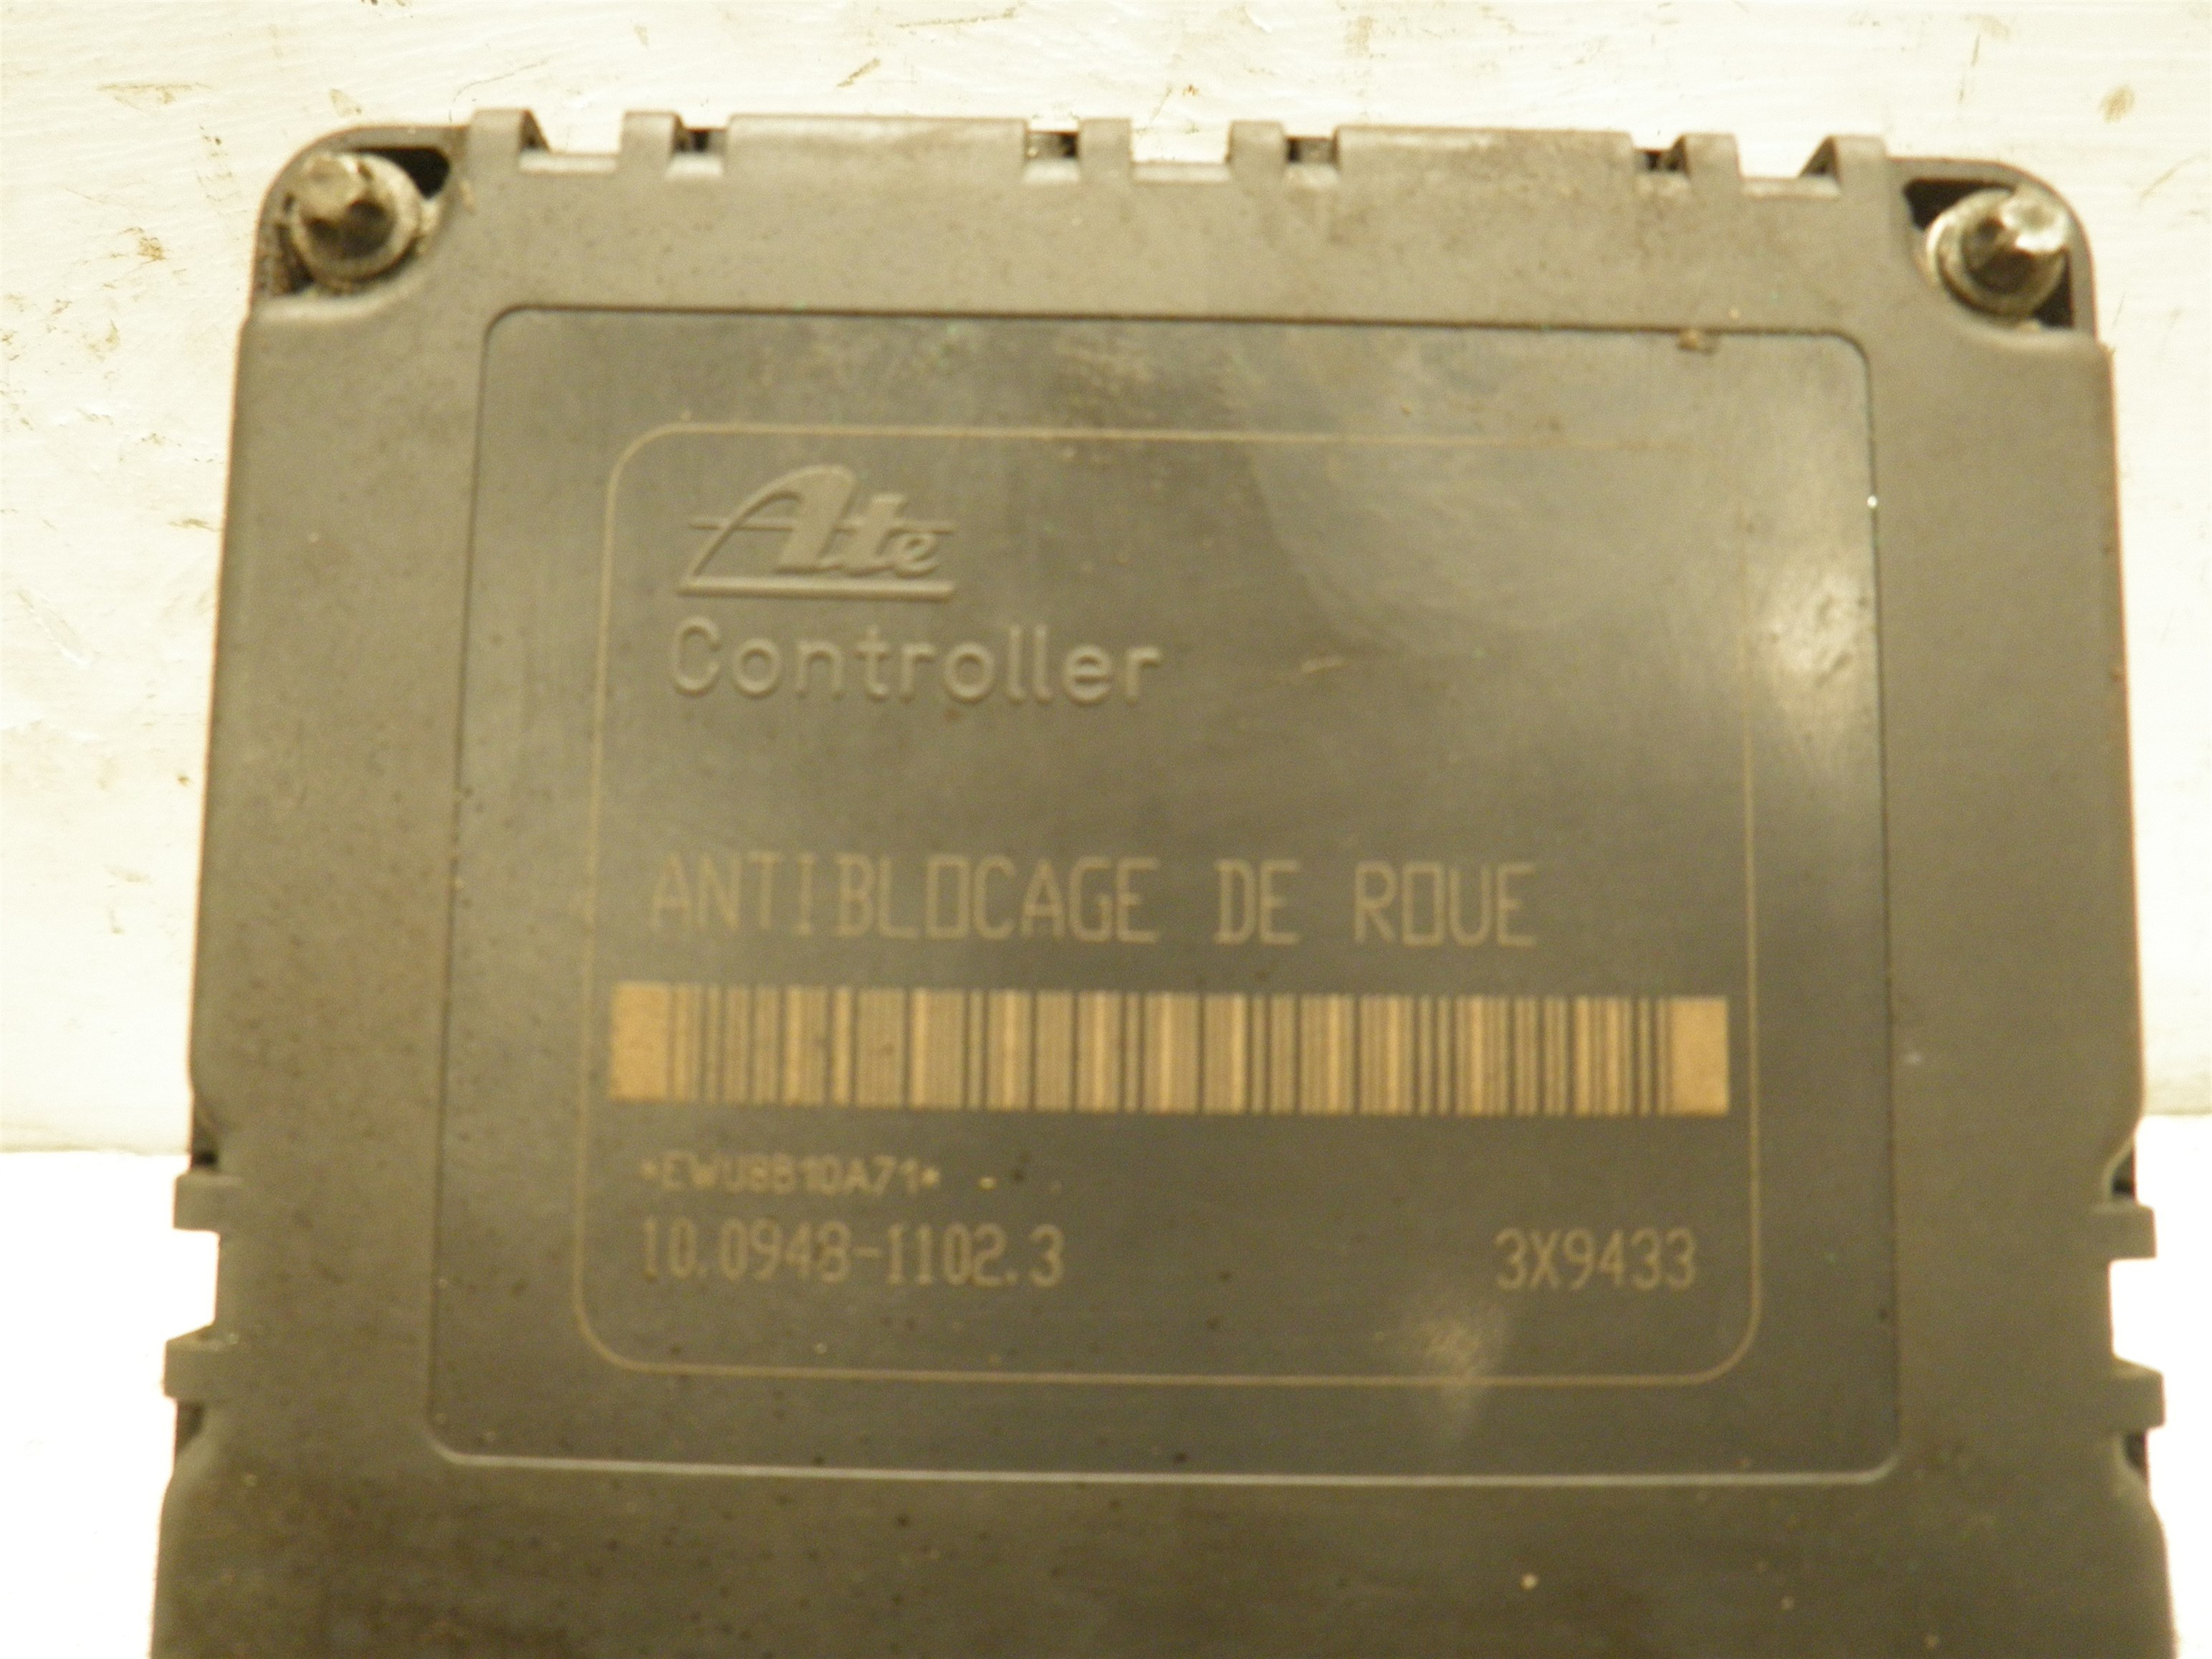 Ate
Controller
ANTIBLOCAGE DE ROUE
*EWU8B10A71*
10.0948-1102.3 3X9433